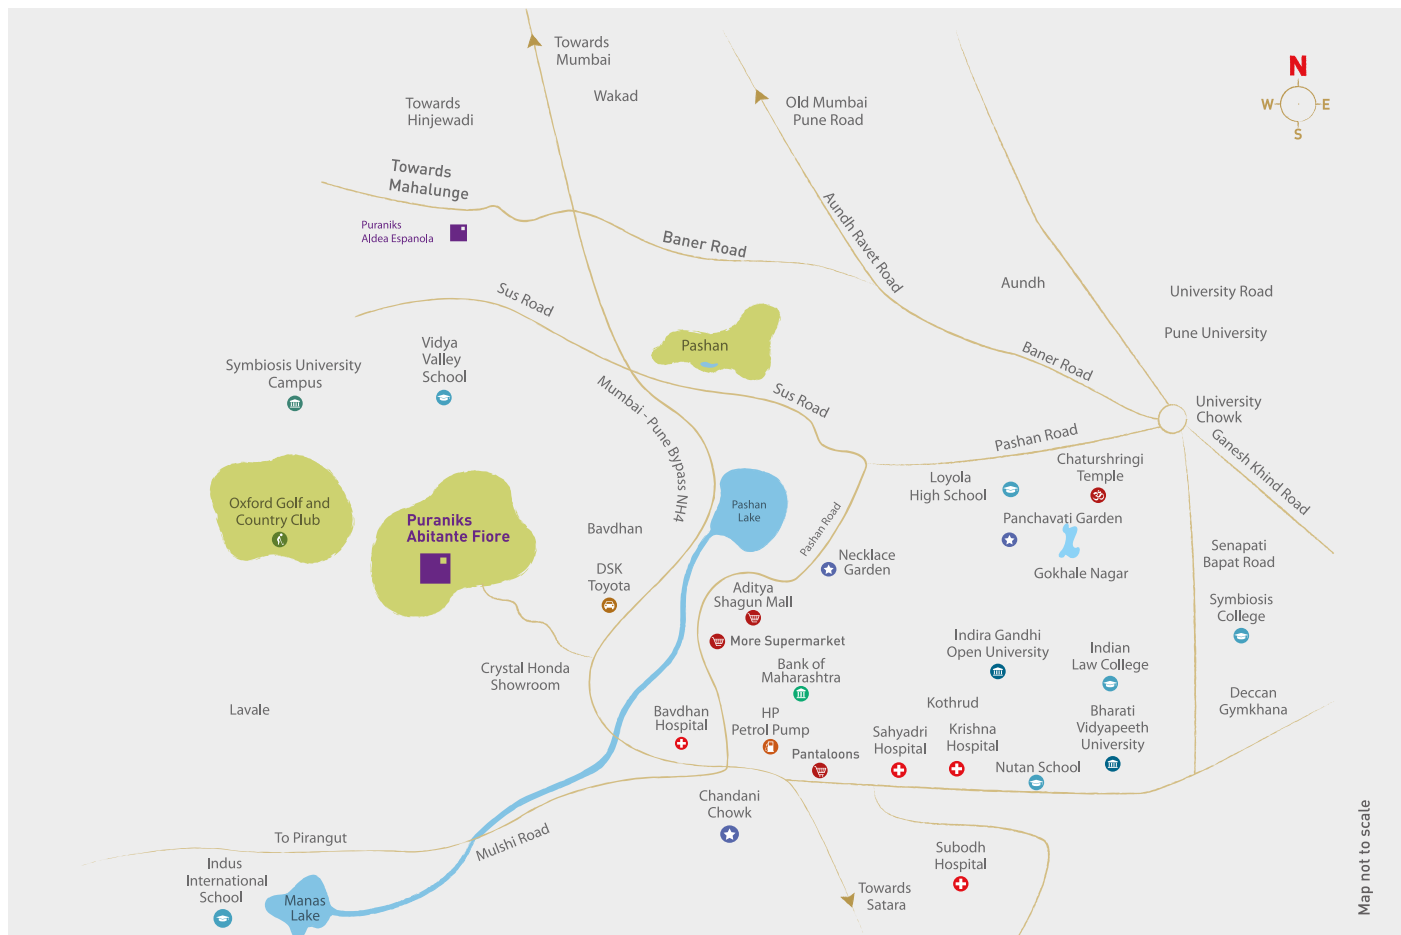 Towards
Mumbai
Wakad
Towards
Hinjewadi
Old Mumbai
Pune Road
N
W
E
S
Towards
Mahalunge
Puraniks
Aldea Espanola
Baner Road
Aundh Ravet Road
Aundh
University Road
Pune University
Sus Road
Pashan
Baner Road
Vidya
Valley
School
Symbiosis University
Campus
Mumbai - Pune Bypass NH4
Sus Road
University
Chowk
Pashan Road
Ganesh Khind Road
Chaturshringi
Temple
Loyola
High School
Oxford Golf and
Country Club
Puraniks
Abitante Fiore
Bavdhan
Pashan
Lake
Pashan Road
Panchavati Garden
Gokhale Nagar
Necklace
Garden
Senapati
Bapat Road
DSK
Toyota
Aditya
Shagun Mall
More Supermarket
Symbiosis
College
Indira Gandhi
Open University
Indian
Law College
Crystal Honda
Showroom
Bank of
Maharashtra
Lavale
Bavdhan
Hospital
HP
Petrol Pump
Pantaloons
Kothrud
Sahyadri
Hospital
Krishna
Hospital
Bharati
Vidyapeeth
University
Deccan
Gymkhana
Nutan School
Chandani
Chowk
To Pirangut
Mulshi Road
Indus
International
School
Manas
Lake
Subodh
Hospital
Towards
Satara
Map not to scale